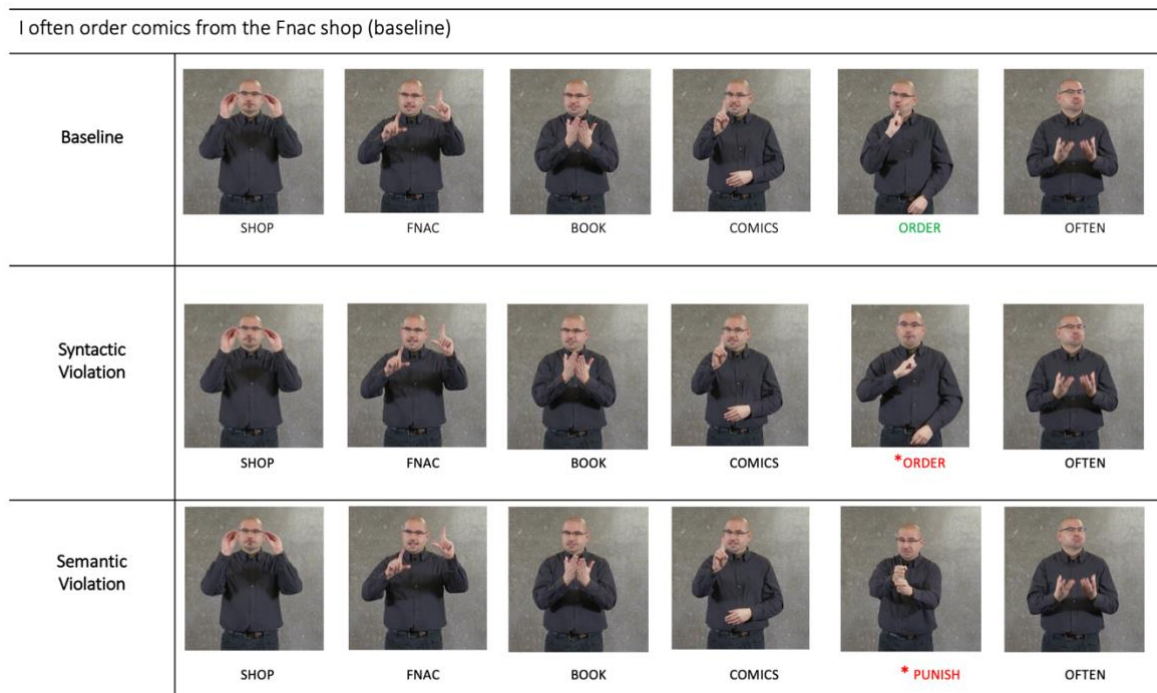 I often order comics from the Fnac shop (baseline)
Baseline
SHOP FNAC BOOK COMICS ORDER OFTEN
Syntactic
Violation
SHOP FNAC BOOK COMICS *ORDER OFTEN
Semantic
Violation
SHOP FNAC BOOK COMICS * PUNISH OFTEN